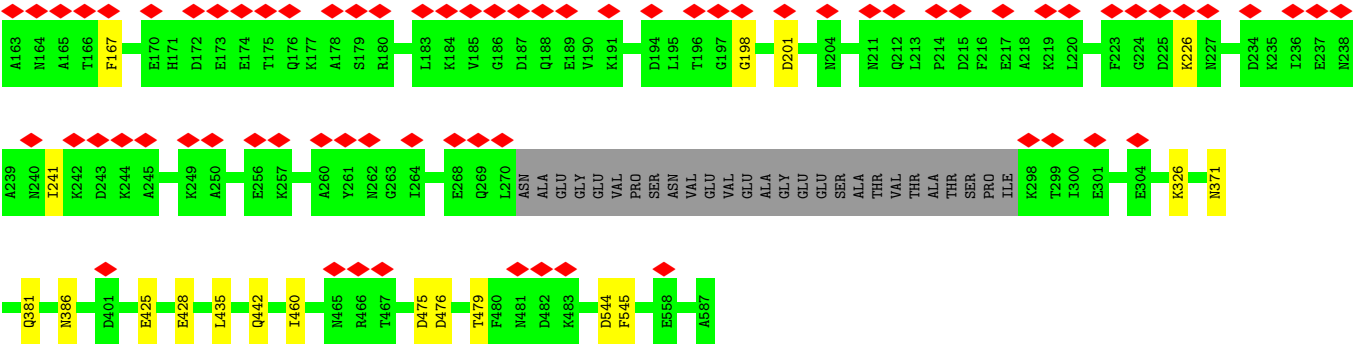 A163 N164 A165 T166 F167 E170 H171 D172 E173 E174 T175 Q176 K177 A178 S179 R180 L183 K184 V185 G186 D187 Q188 E189 V190 K191 D194 L195 T196 G197 G198 D201 N204 N211 Q212 L213 P214 D215 F216 E217 A218 K219 L220 F223 G224 D225 K226 N227 D234 K235 I236 E237 N238
A239 N240 I241 K242 D243 K244 A245 K249 A250 E256 K257 A260 Y261 N262 G263 I264 E268 Q269 L270 ASN ALA GLU GLY GLU VAL PRO SER ASN VAL GLU VAL GLU ALA GLY GLU GLU SER ALA THR VAL THR ALA THR SER PRO ILE K298 T299 I300 E301 E304 K326 N371
Q381 N386 D401 E425 E428 L435 Q442 I460 N465 R466 T467 D475 D476 T479 F480 N481 D482 K483 D544 F545 E558 A587